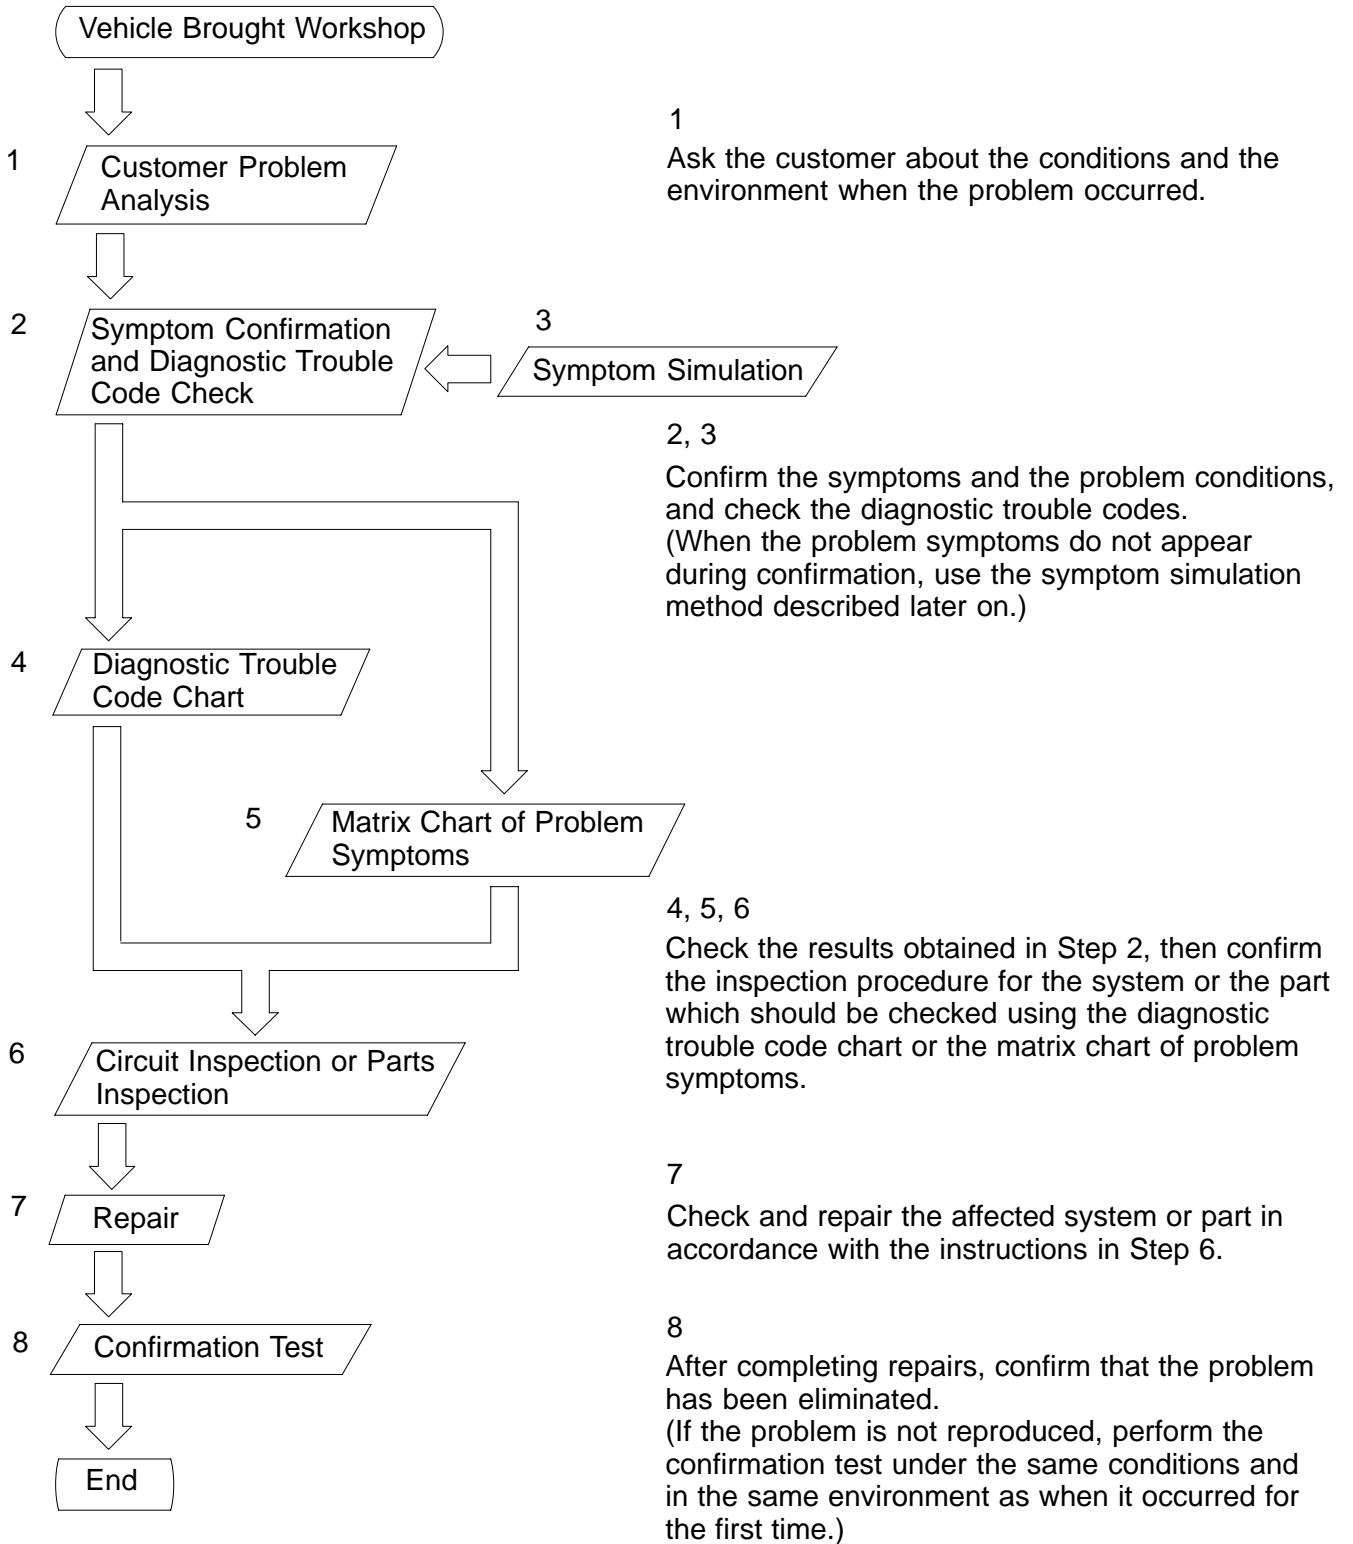 Vehicle Brought Workshop
1
Customer Problem
Analysis
1
Ask the customer about the conditions and the
environment when the problem occurred.
2
Symptom Confirmation
and Diagnostic Trouble
Code Check
3
Symptom Simulation
2, 3
Confirm the symptoms and the problem conditions,
and check the diagnostic trouble codes.
(When the problem symptoms do not appear
during confirmation, use the symptom simulation
method described later on.)
4
Diagnostic Trouble
Code Chart
5
Matrix Chart of Problem
Symptoms
4, 5, 6
Check the results obtained in Step 2, then confirm
the inspection procedure for the system or the part
which should be checked using the diagnostic
trouble code chart or the matrix chart of problem
symptoms.
6
Circuit Inspection or Parts
Inspection
7
Repair
7
Check and repair the affected system or part in
accordance with the instructions in Step 6.
8
Confirmation Test
8
After completing repairs, confirm that the problem
has been eliminated.
(If the problem is not reproduced, perform the
confirmation test under the same conditions and
in the same environment as when it occurred for
the first time.)
End